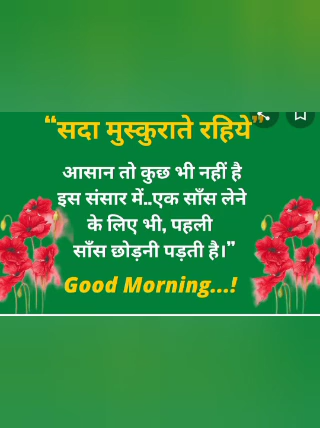 “सदा मुस्कुराते रहिये”
आसान तो कुछ भी नहीं है
इस संसार में..एक साँस लेने
के लिए भी, पहली
साँस छोड़नी पड़ती है।”
Good Morning...!